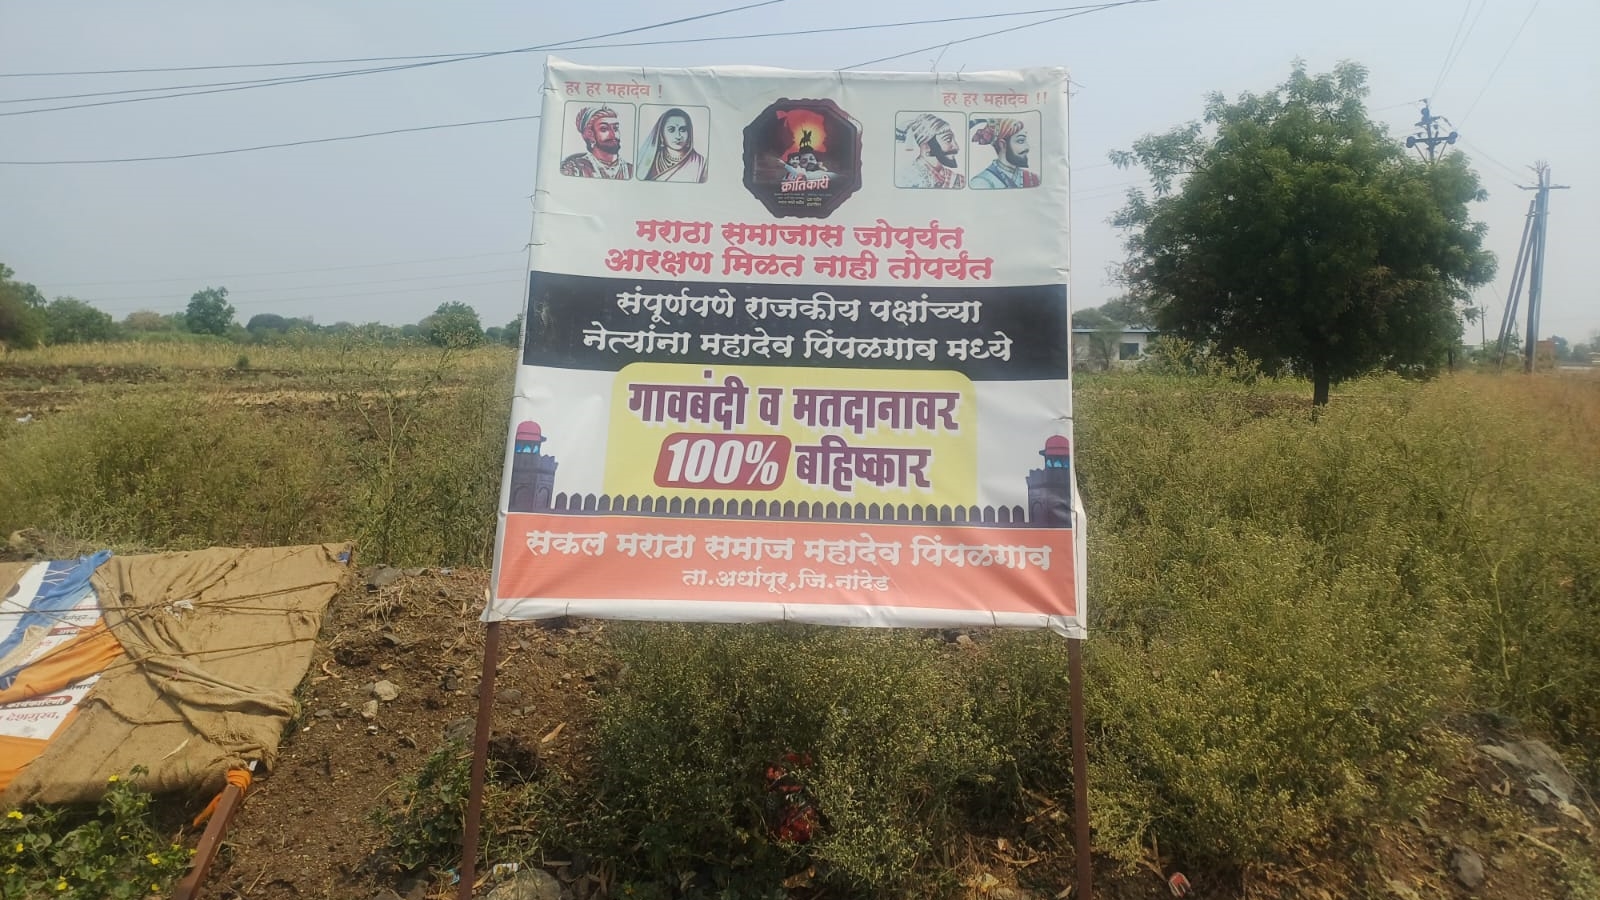 हर हर महादेव !
हर हर महादेव !!
क्रांतिकारी
मराठा समाजास जोपर्यंत
आरक्षण मिळत नाही तोपर्यंत
संपूर्णपणे राजकीय पक्षांच्या
नेत्यांना महादेव पिंपळगाव मध्ये
गावबंदी व मतदानावर
100% बहिष्कार
सकल मराठा समाज महादेव पिंपळगाव
ता.अर्धापूर,जि.नांदेड
देशमुख,